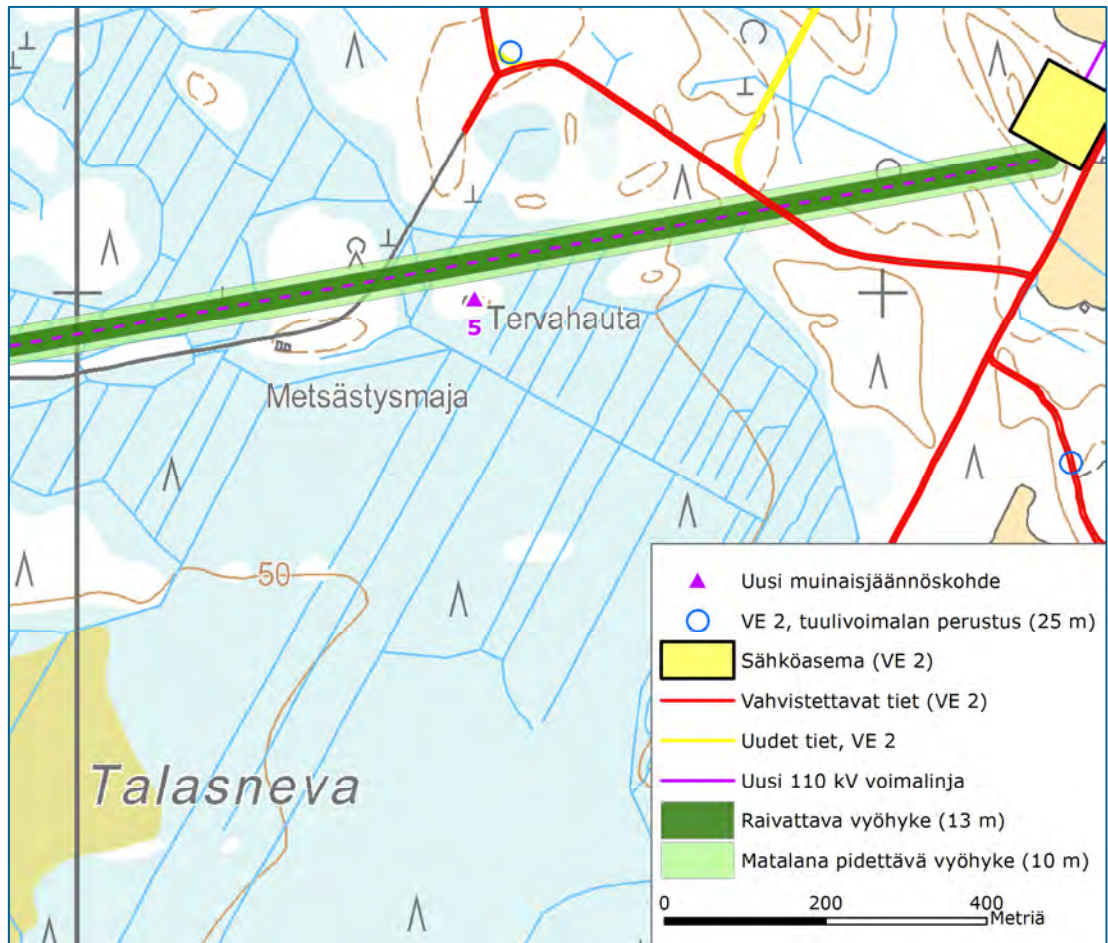 5
Tervahauta
Metsästysmaja
50
Talasneva
Uusi muinaisjäännöskohde
VE 2, tuulivoimalan perustus (25 m)
Sähköasema (VE 2)
Vahvistettavat tiet (VE 2)
Uudet tiet, VE 2
Uusi 110 kV voimalinja
Raivattava vyöhyke (13 m)
Matalana pidettävä vyöhyke (10 m)
0 200 400
Metriä